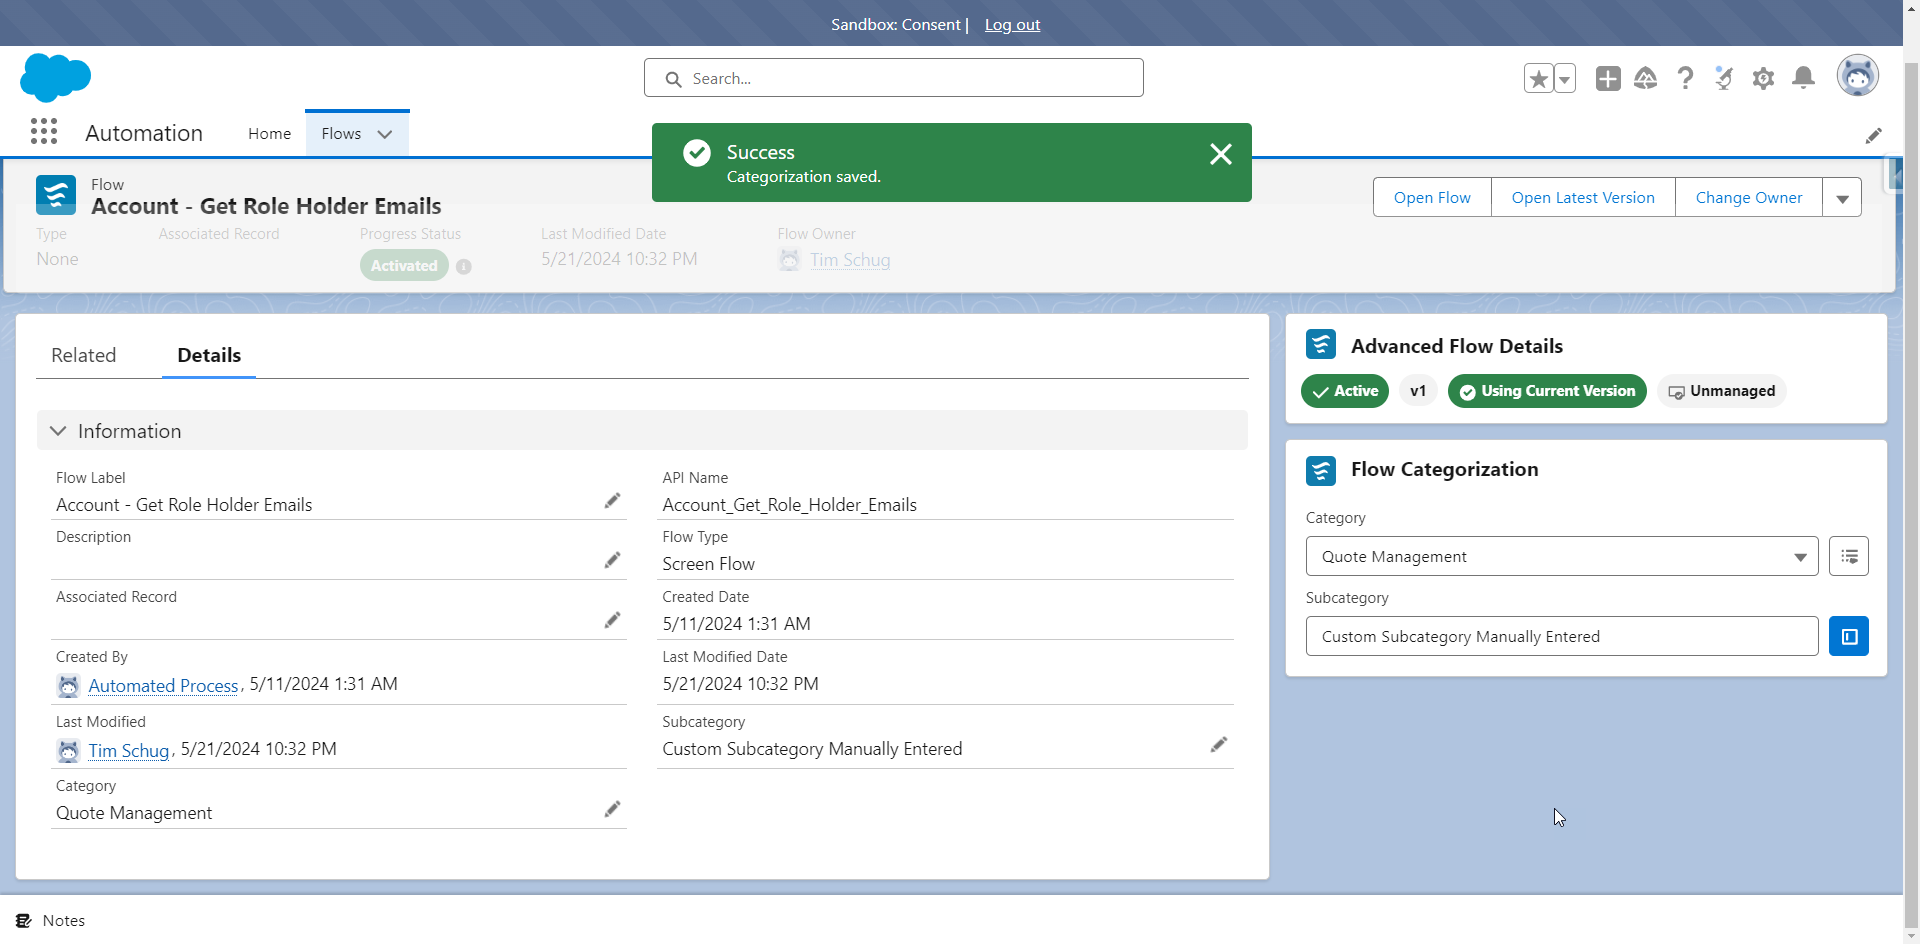 Sandbox: Consent | Log out
Search...
Automation Home Flows
Success
Categorization saved.
Flow
Account - Get Role Holder Emails
Open Flow Open Latest Version Change Owner
Type Associated Record Progress Status Last Modified Date Flow Owner
None Activated 5/21/2024 10:32 PM Tim Schug
Related Details
Information
Flow Label
Account - Get Role Holder Emails
API Name
Account_Get_Role_Holder_Emails
Description
Flow Type
Screen Flow
Associated Record
Created Date
5/11/2024 1:31 AM
Created By
Automated Process, 5/11/2024 1:31 AM
Last Modified Date
5/21/2024 10:32 PM
Last Modified
Tim Schug, 5/21/2024 10:32 PM
Subcategory
Custom Subcategory Manually Entered
Category
Quote Management
Advanced Flow Details
Active v1 Using Current Version Unmanaged
Flow Categorization
Category
Quote Management
Subcategory
Custom Subcategory Manually Entered
Notes